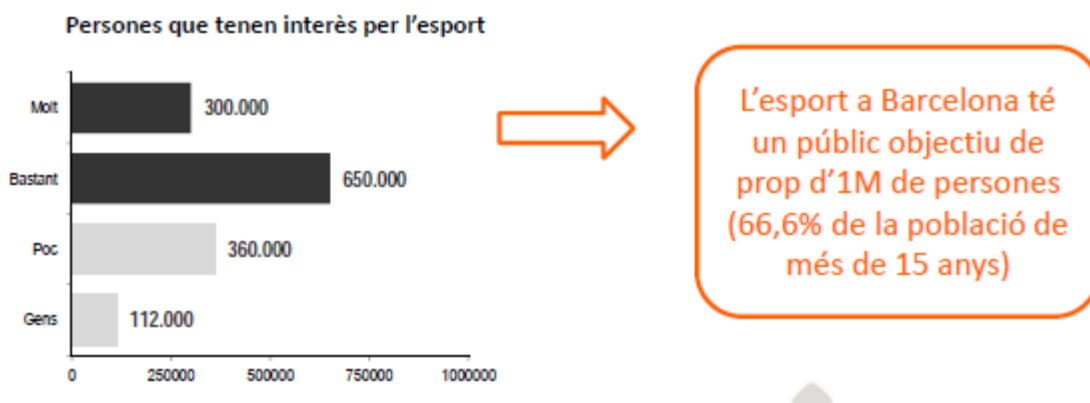 Persones que tenen interès per l'esport
Molt
300.000
Bastant
650.000
Poc
360.000
Gens
112.000
0 250000 500000 750000 1000000
L'esport a Barcelona té
un públic objectiu de
prop d'1M de persones
(66,6% de la població de
més de 15 anys)